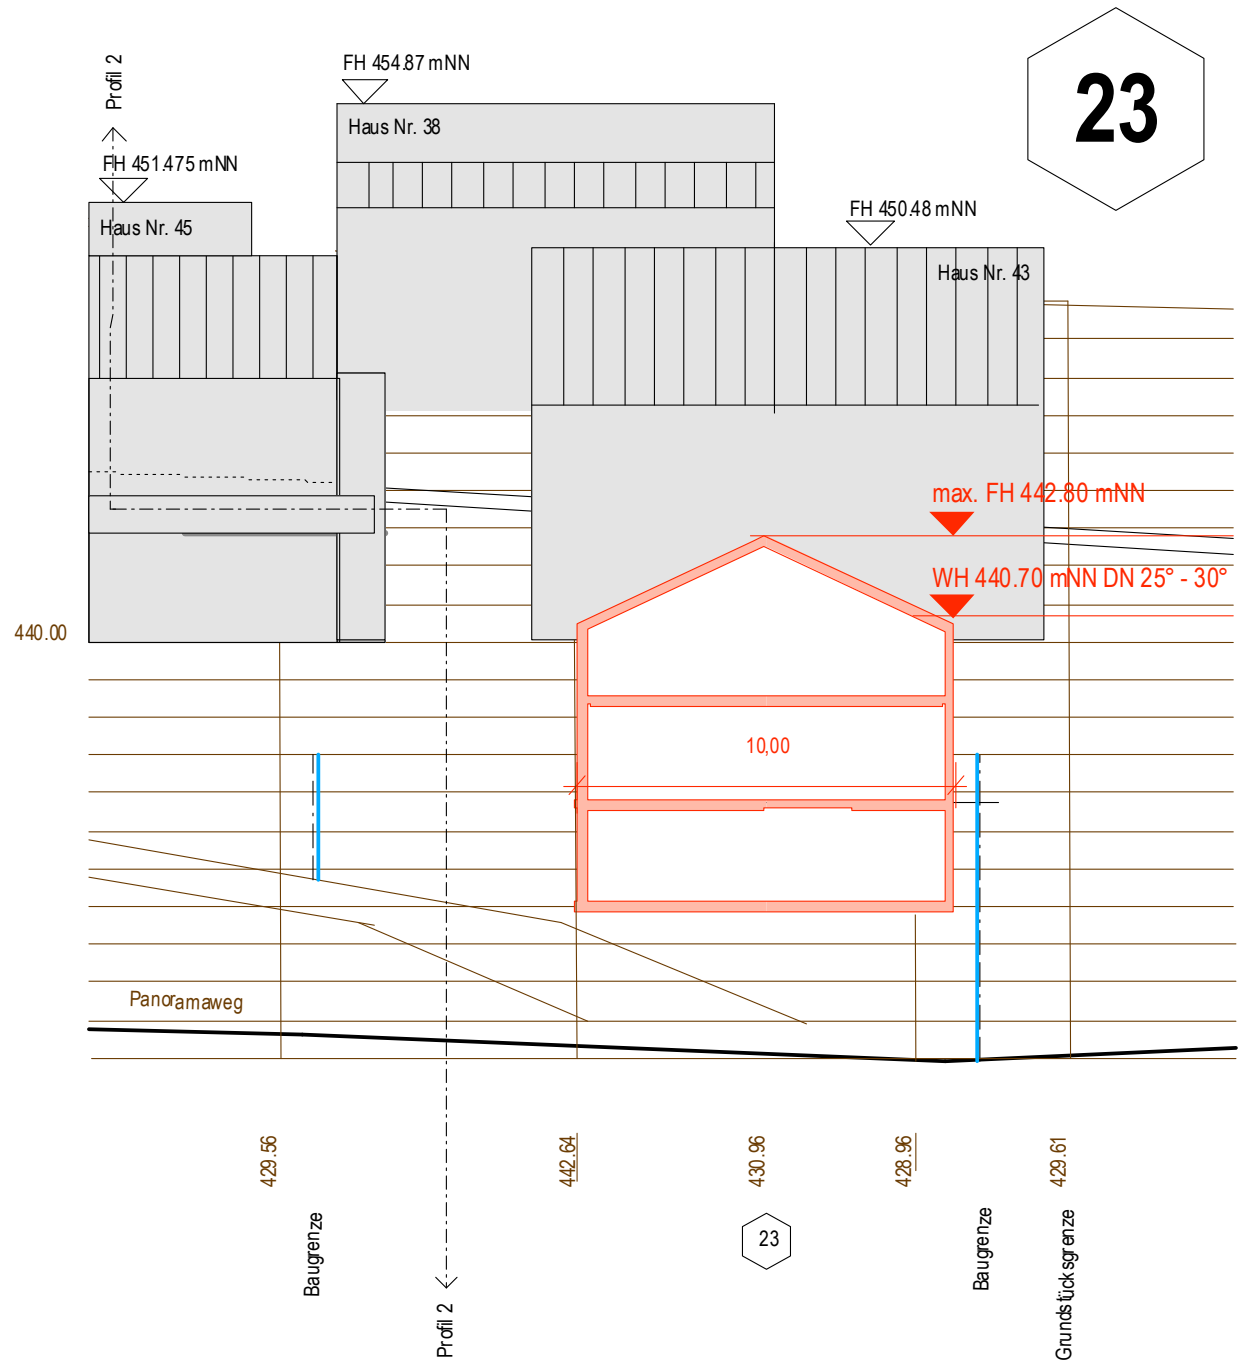 Profil 2
FH 454.87 mNN
23
Haus Nr. 38
FH 451.475 mNN
Haus Nr. 45
FH 450.48 mNN
Haus Nr. 43
max. FH 442.80 mNN
WH 440.70 mNN DN 25° - 30°
440.00
10,00
Panoramaweg
429.56
442.64
430.96
428.96
429.61
Baugrenze
23
Baugrenze
Grundstücksgrenze
Profil 2